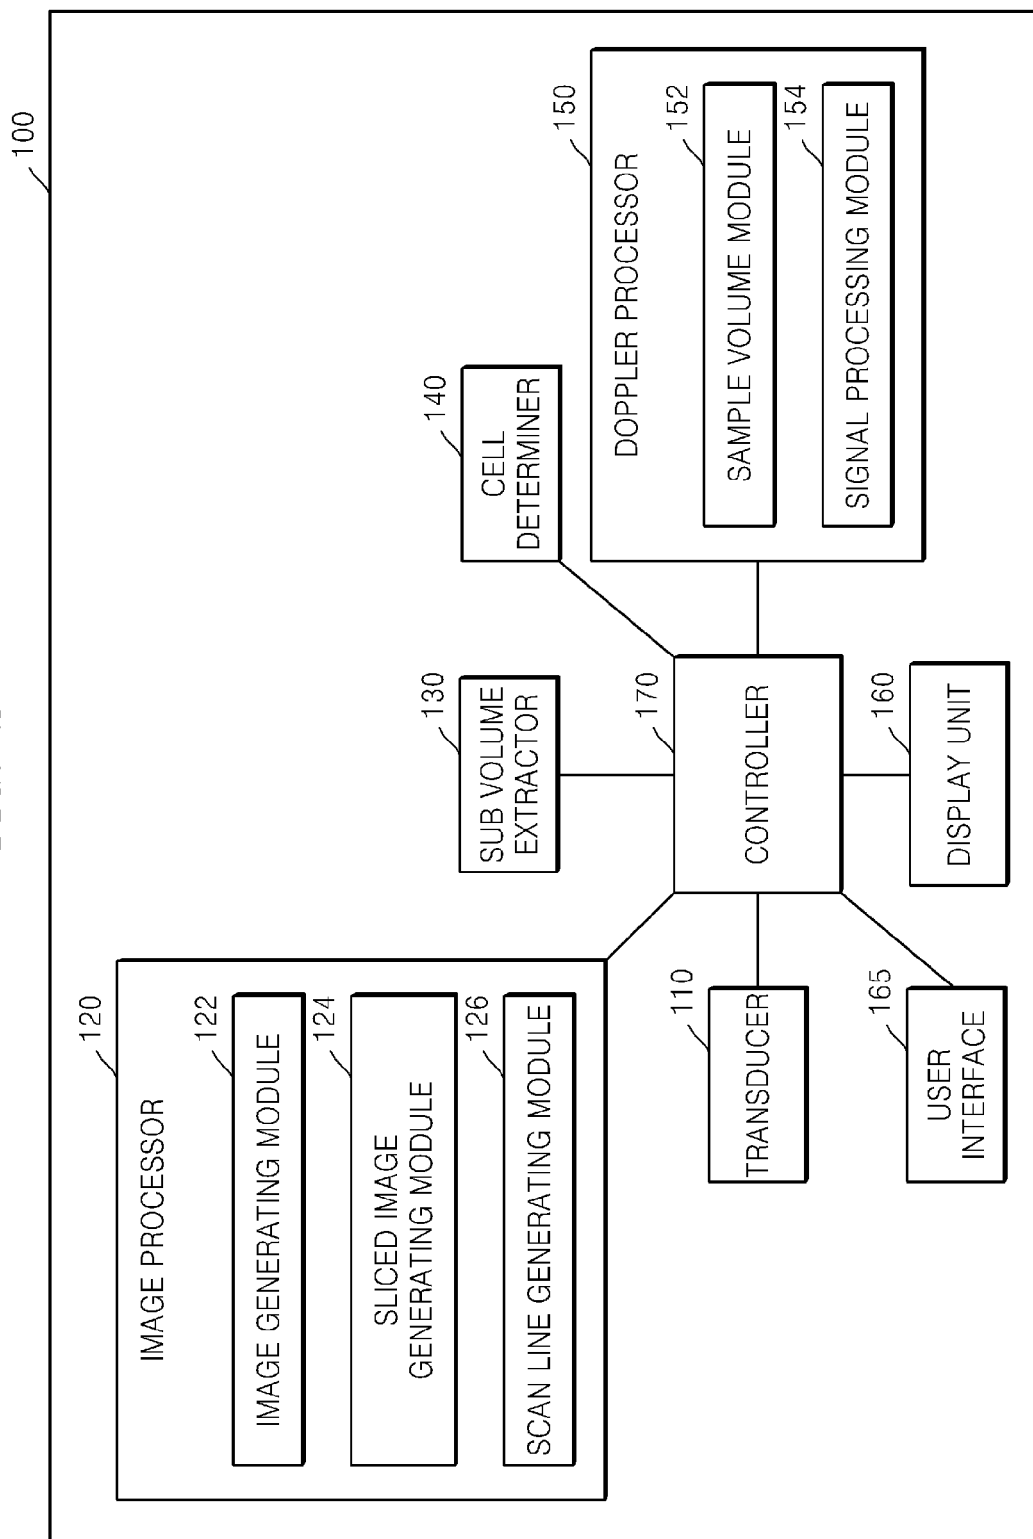 100
120
IMAGE PROCESSOR
122
IMAGE GENERATING MODULE
124
SLICED IMAGE
GENERATING MODULE
126
SCAN LINE GENERATING MODULE
130
SUB VOLUME
EXTRACTOR
140
CELL
DETERMINER
150
DOPPLER PROCESSOR
152
SAMPLE VOLUME MODULE
154
SIGNAL PROCESSING MODULE
110
TRANSDUCER
170
CONTROLLER
165
USER
INTERFACE
160
DISPLAY UNIT